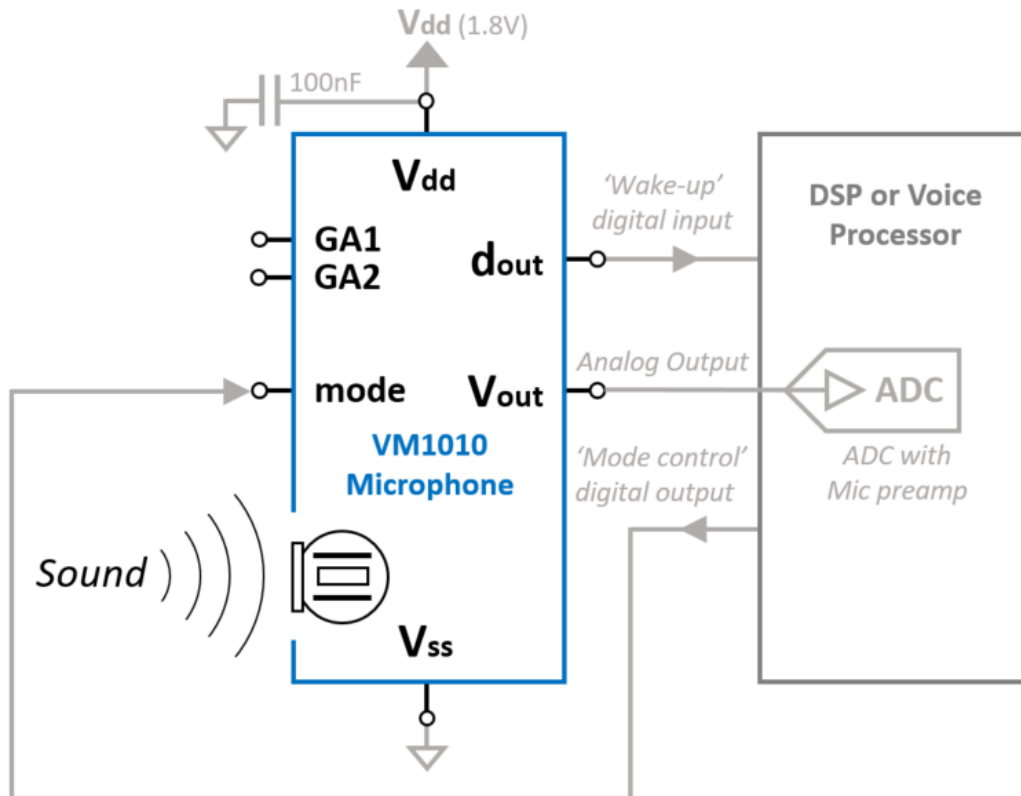 Vdd (1.8V)
100nF
Vdd
GA1
GA2
dout
mode
Vout
VM1010
Microphone
Sound
Vss
‘Wake-up’
digital input
Analog Output
‘Mode control’
digital output
DSP or Voice
Processor
ADC
ADC with
Mic preamp